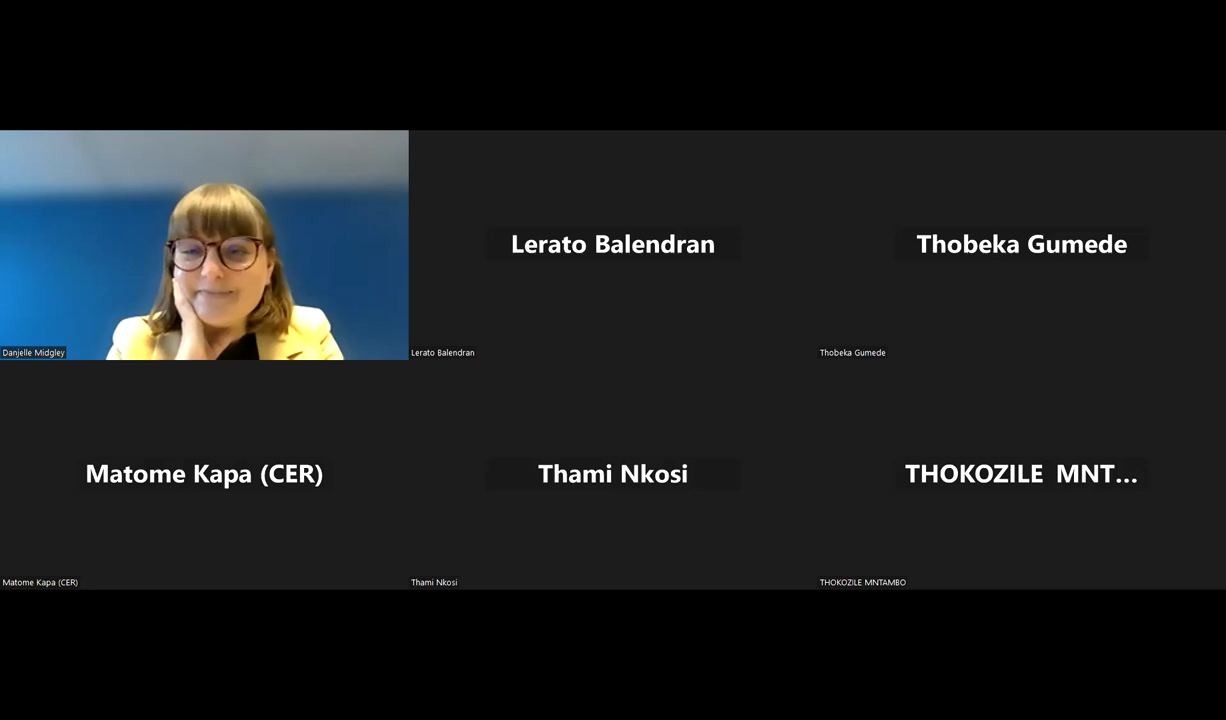 Lerato Balendran
Thobeka Gumede
Danjelle Midgley
Lerato Balendran
Thobeka Gumede
Matome Kapa (CER)
Thami Nkosi
THOKOZILE MNT...
Matome Kapa (CER)
Thami Nkosi
THOKOZILE MNTAMBO